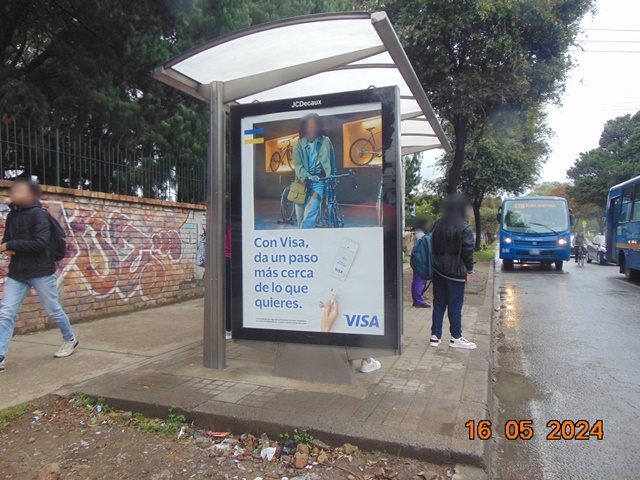 JCDecaux
Con Visa,
da un paso
más cerca
de lo que
quieres.
VISA
16 05 2024